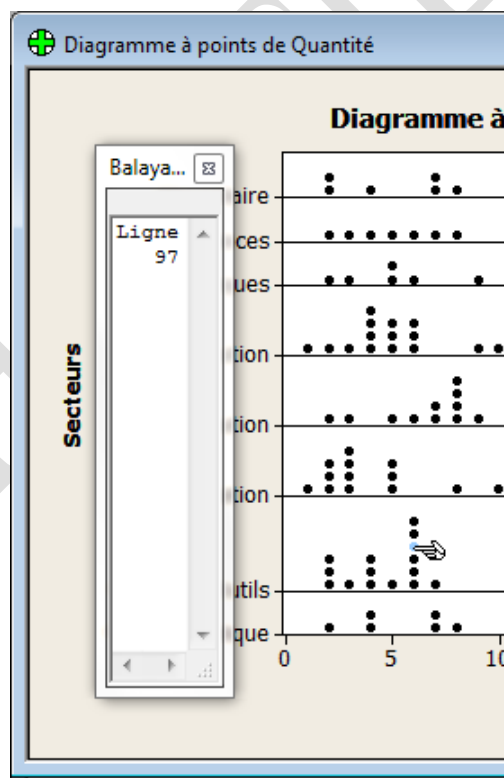 Diagramme à points de Quantité
Diagramme à
Balaya...
Ligne
97
Secteurs
aire
ces
ues
tion
tion
tion
utils
que
0
5
10